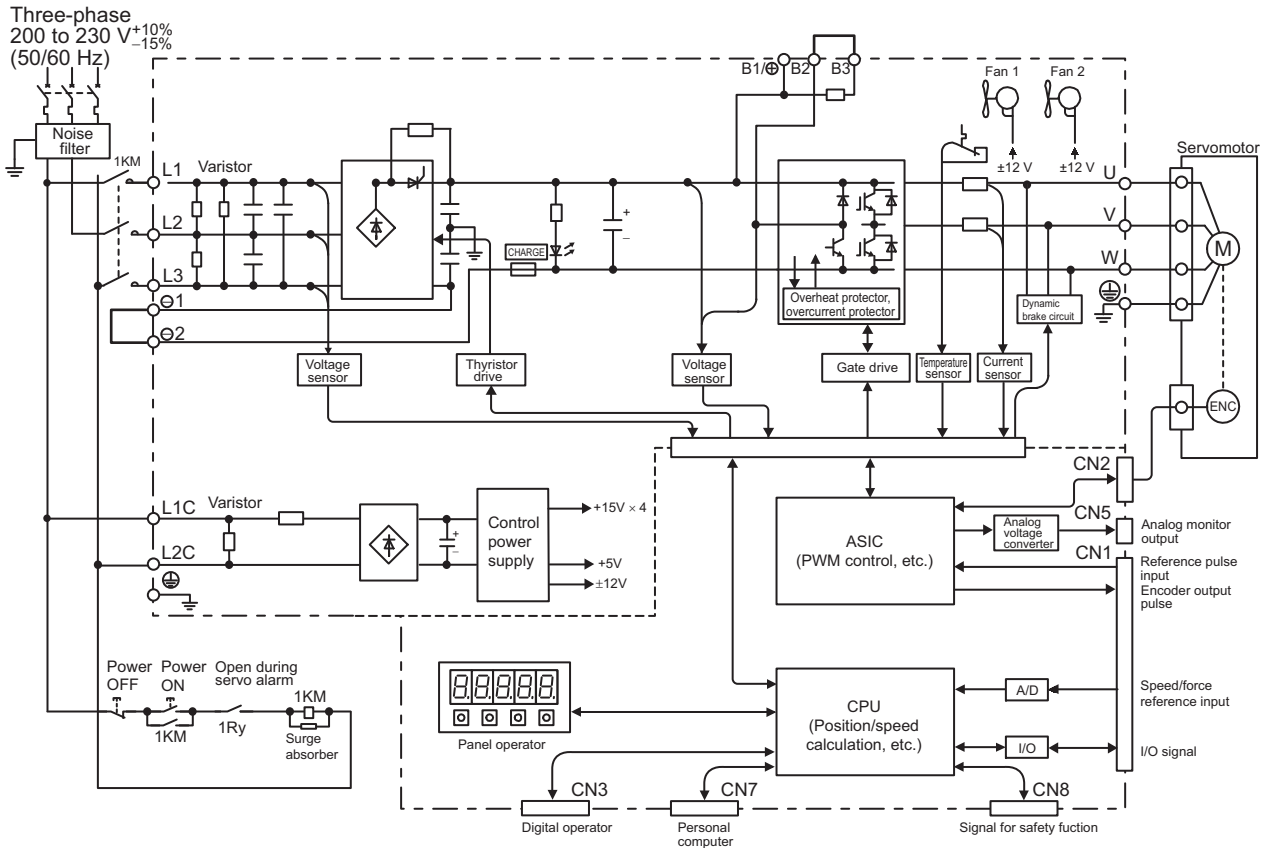 Three-phase
200 to 230 V +10%
−15%
(50/60 Hz)
B1/⊕ B2 B3
Fan 1 Fan 2
±12 V ±12 V
Noise
filter
1KM
L1
Varistor
L2
L3
⊖1
⊖2
CHARGE
+
−
Overheat protector,
overcurrent protector
U
V
W
Servomotor
M
Dynamic
brake circuit
Voltage
sensor
Thyristor
drive
Voltage
sensor
Gate drive
Temperature
sensor
Current
sensor
ENC
L1C
Varistor
L2C
+
−
Control
power
supply
+15V × 4
+5V
±12V
ASIC
(PWM control, etc.)
Analog
voltage
converter
CN2
CN5
Analog monitor
output
CN1
Reference pulse
input
Encoder output
pulse
Power
OFF
Power
ON
Open during
servo alarm
1KM
1KM
1Ry
Surge
absorber
8.8.8.8.8.
Panel operator
CPU
(Position/speed
calculation, etc.)
A/D
Speed/force
reference input
I/O
I/O signal
CN3
Digital operator
CN7
Personal
computer
CN8
Signal for safety fuction